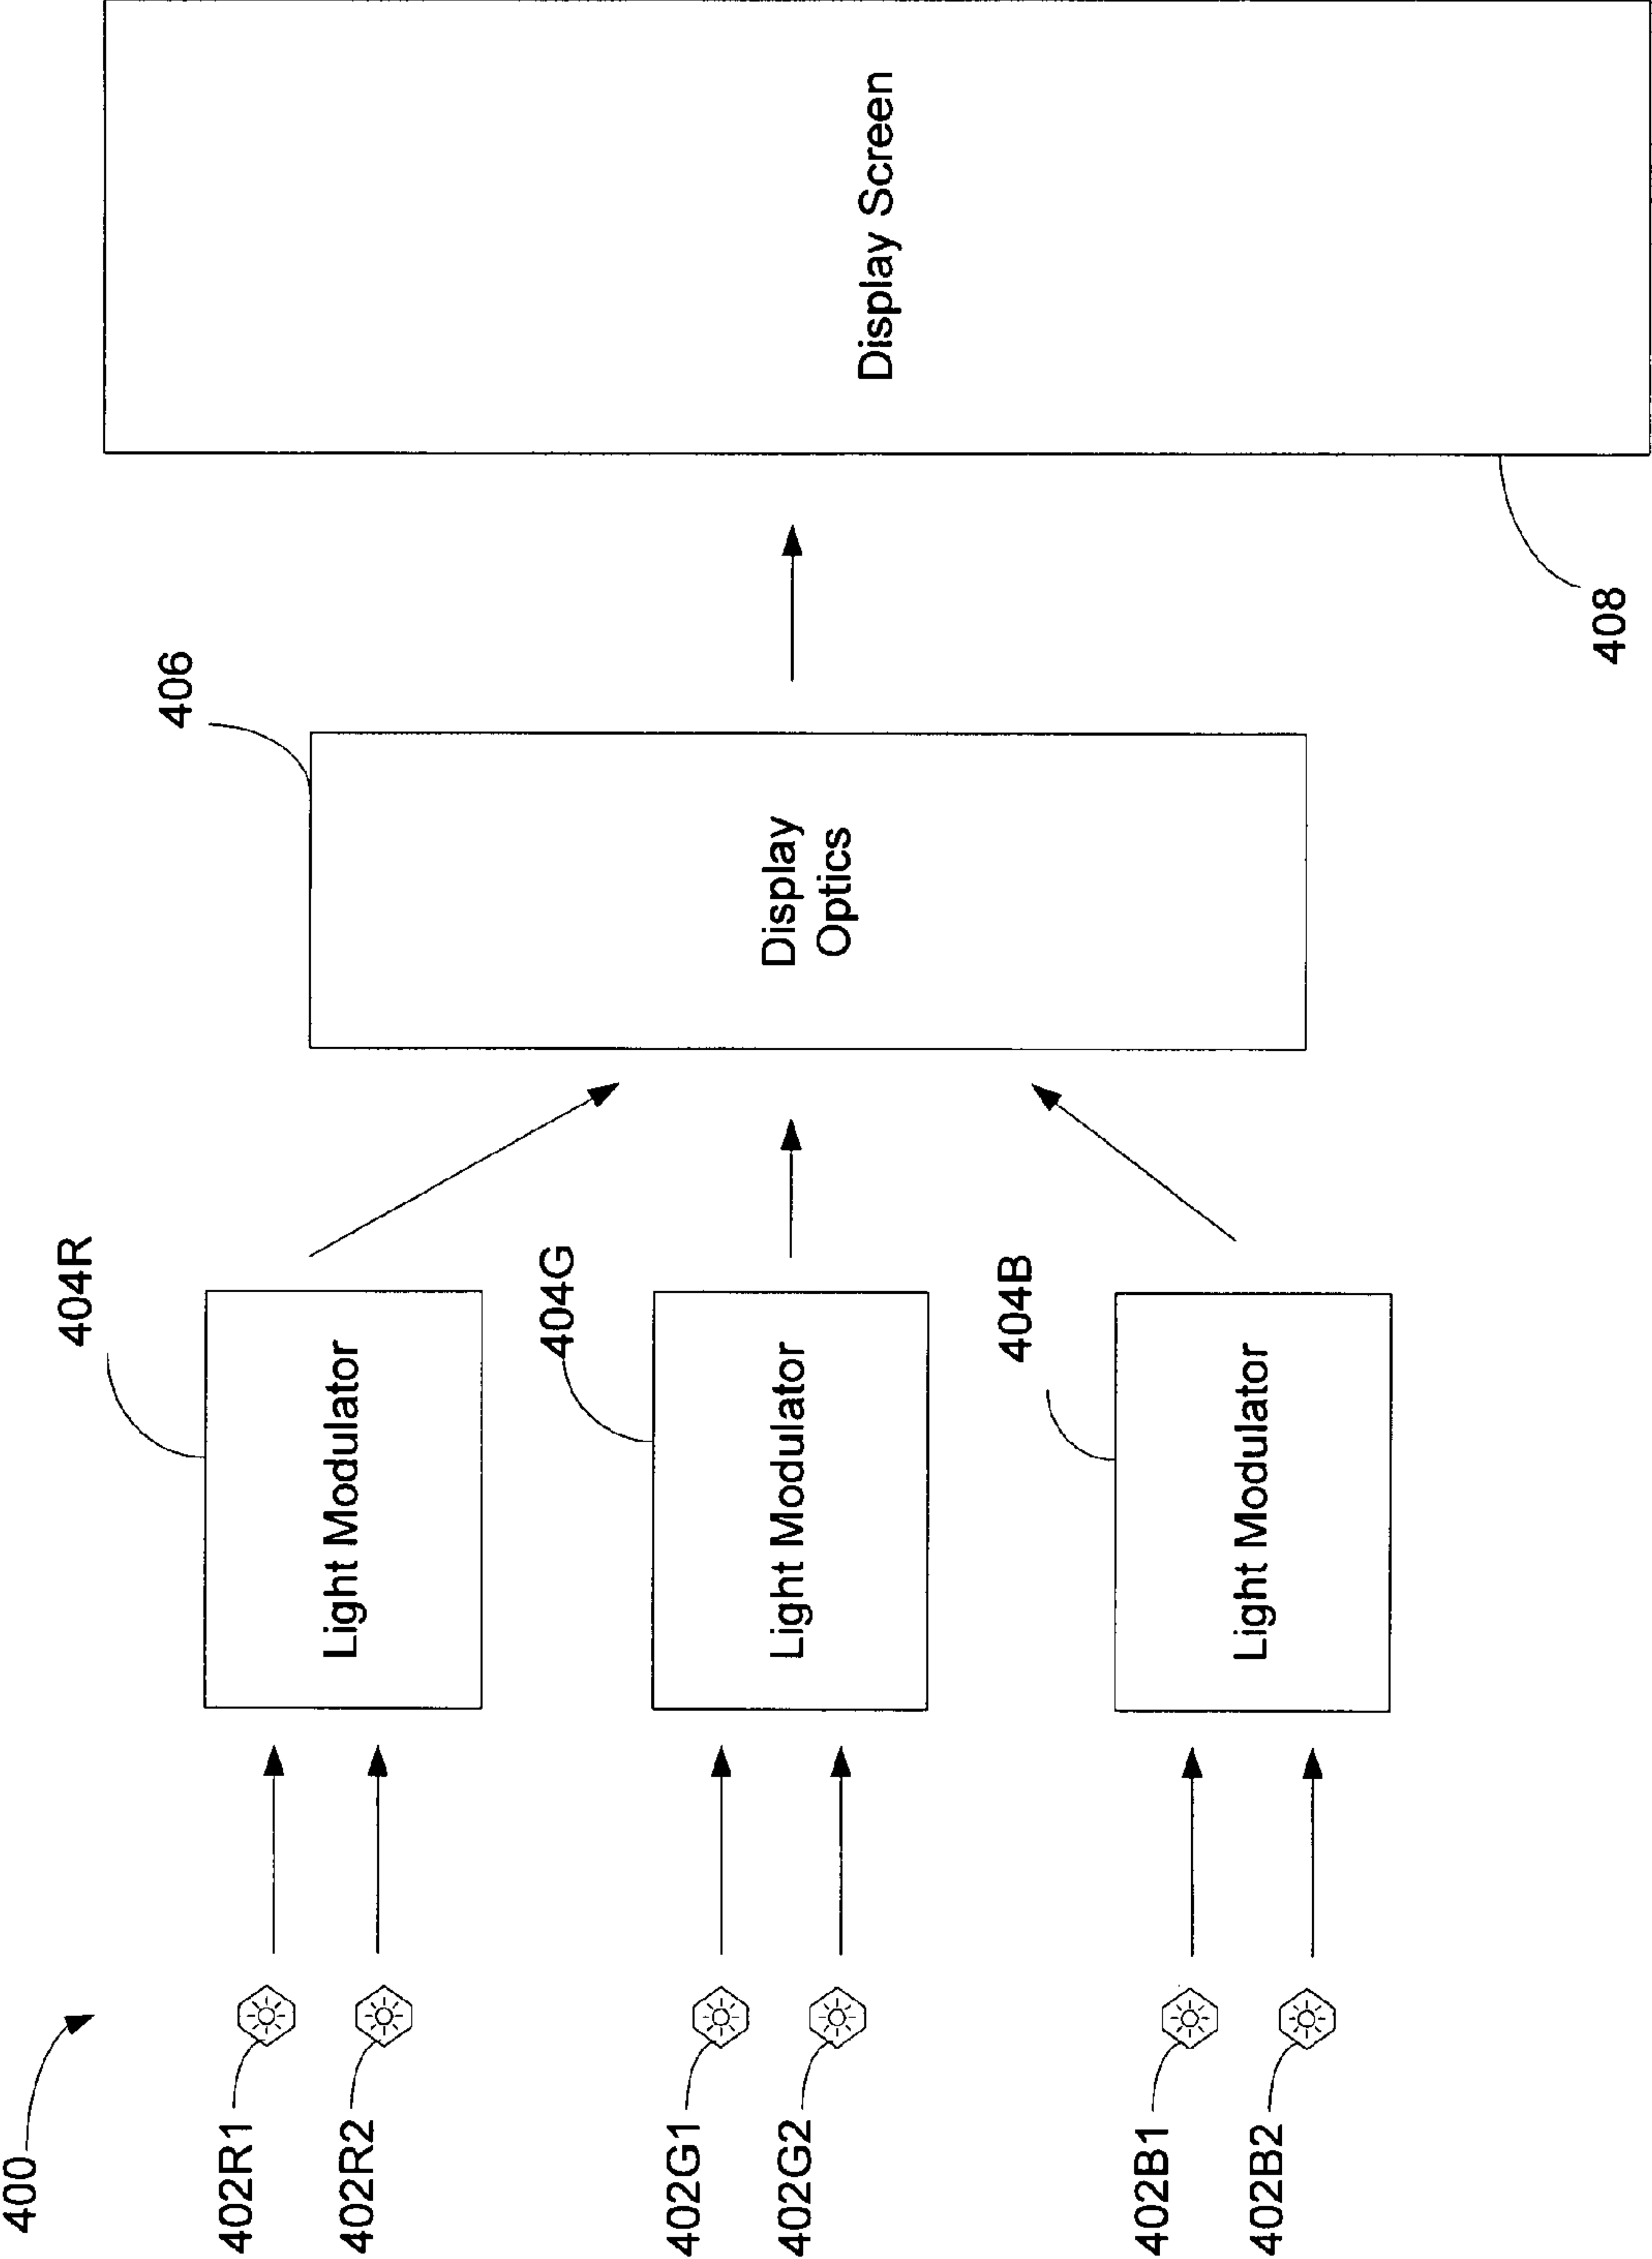 400
402R1
402R2
402G1
402G2
402B1
402B2
404R
Light Modulator
404G
Light Modulator
404B
Light Modulator
406
Display
Optics
408
Display Screen